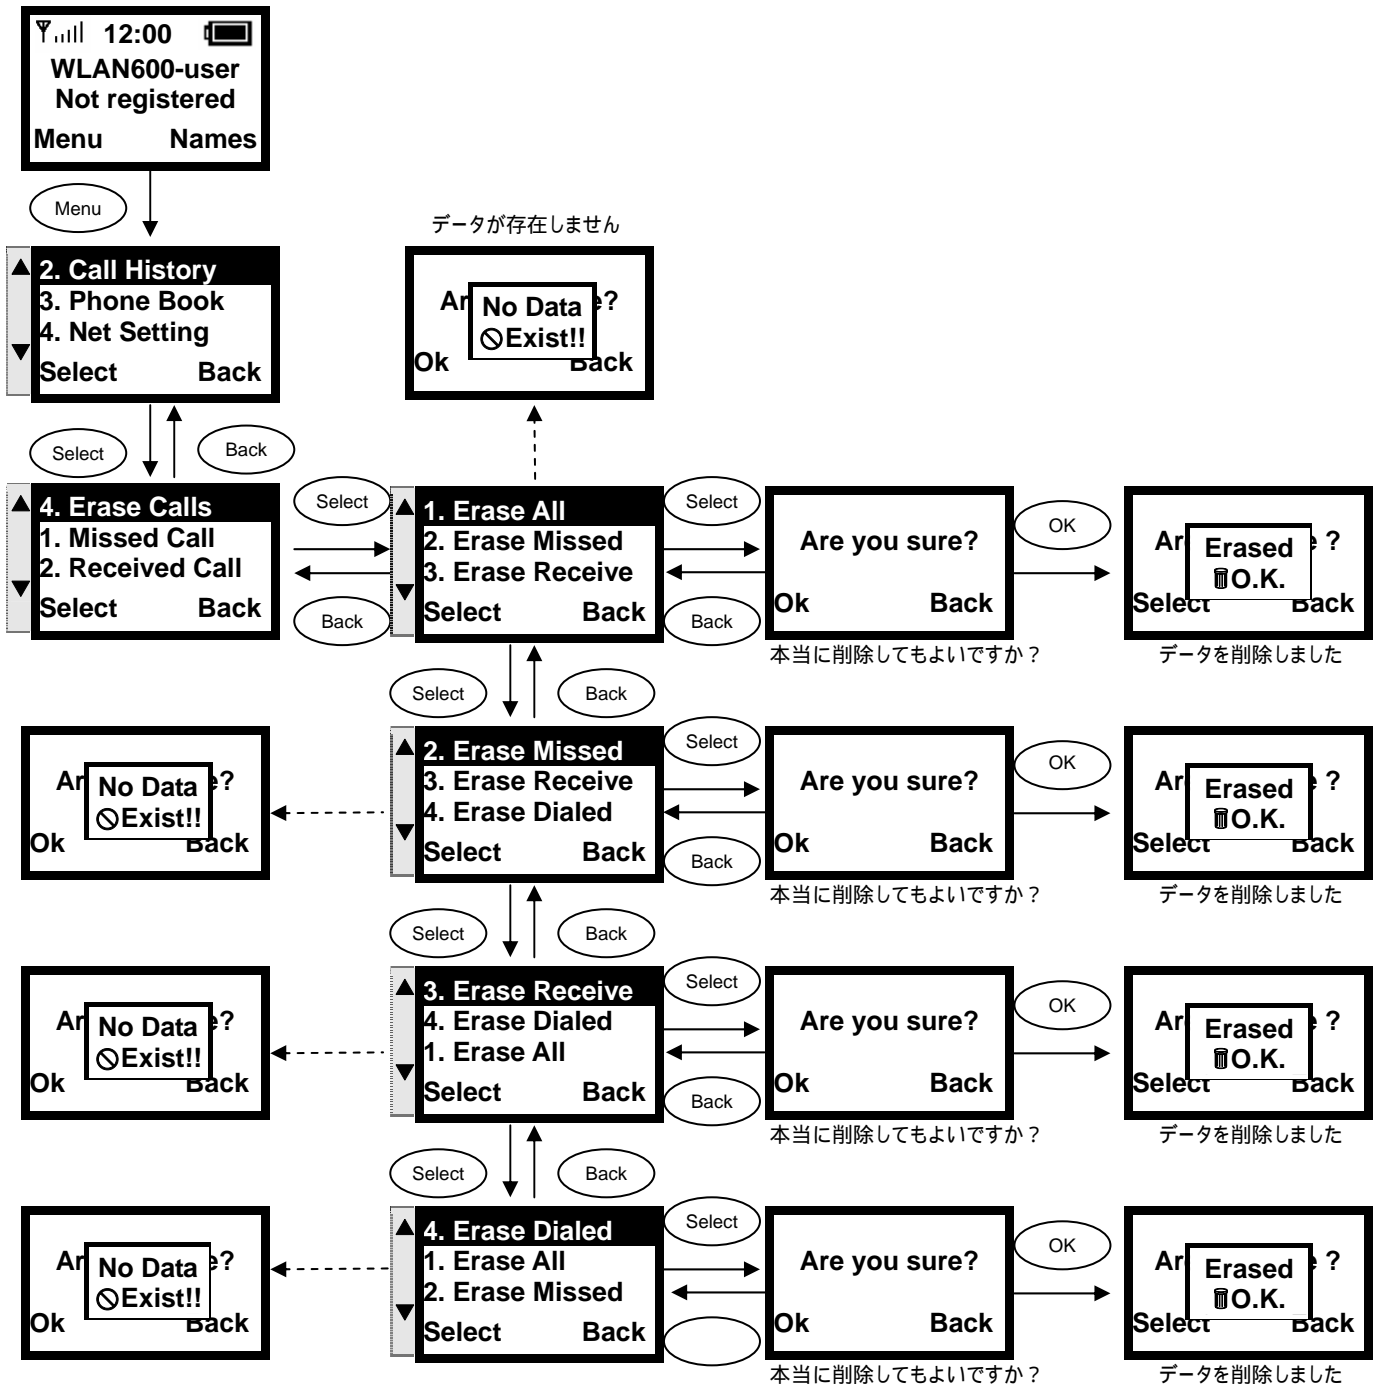 12:00
WLAN600-user
Not registered
Menu Names
Menu
データが存在しません
2. Call History
3. Phone Book
4. Net Setting
Select Back
Ar e?
No Data
Exist!!
Ok Back
Select
Back
4. Erase Calls
1. Missed Call
2. Received Call
Select Back
Select
Back
1. Erase All
2. Erase Missed
3. Erase Receive
Select Back
Select
Back
Are you sure?
Ok Back
本当に削除してもよいですか？
OK
Ar e ?
Erased
O.K.
Select Back
データを削除しました
Select
Back
Ar e?
No Data
Exist!!
Ok Back
2. Erase Missed
3. Erase Receive
4. Erase Dialed
Select Back
Select
Back
Are you sure?
Ok Back
本当に削除してもよいですか？
OK
Ar e ?
Erased
O.K.
Select Back
データを削除しました
Select
Back
Ar e?
No Data
Exist!!
Ok Back
3. Erase Receive
4. Erase Dialed
1. Erase All
Select Back
Select
Back
Are you sure?
Ok Back
本当に削除してもよいですか？
OK
Ar e ?
Erased
O.K.
Select Back
データを削除しました
Select
Back
Ar e?
No Data
Exist!!
Ok Back
4. Erase Dialed
1. Erase All
2. Erase Missed
Select Back
Select
Are you sure?
Ok Back
本当に削除してもよいですか？
OK
Ar e ?
Erased
O.K.
Select Back
データを削除しました